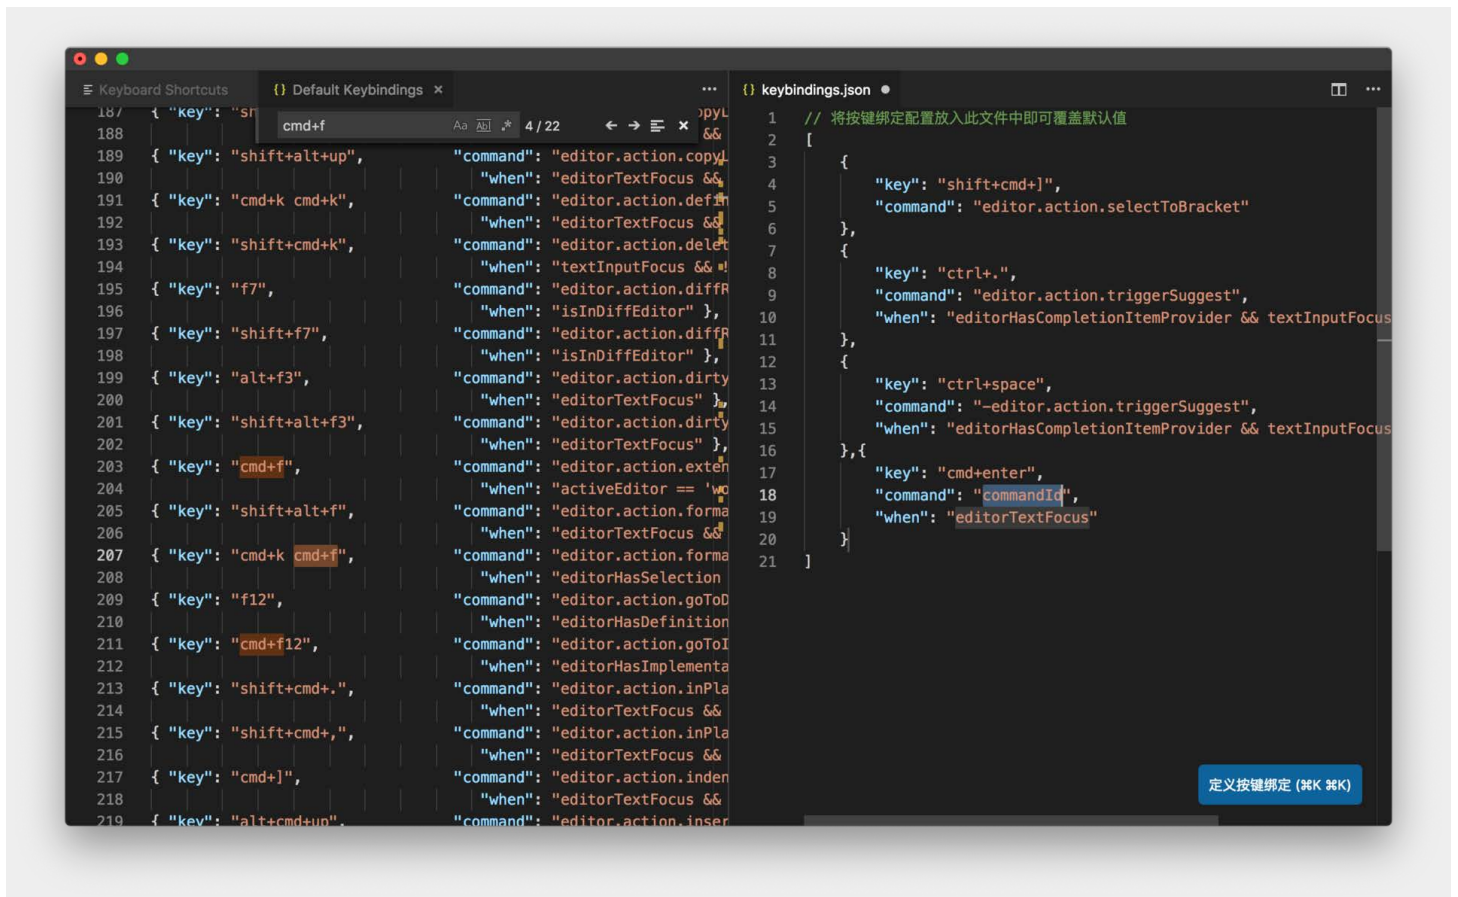 Keyboard Shortcuts
{} Default Keybindings ×
···
cmd+f
Aa Abl .* 4 / 22
187 { "key": "sh
opyL
188 &&
189 { "key": "shift+alt+up", "command": "editor.action.copyL
190 "when": "editorTextFocus &&
191 { "key": "cmd+k cmd+k", "command": "editor.action.defin
192 "when": "editorTextFocus &&
193 { "key": "shift+cmd+k", "command": "editor.action.delet
194 "when": "textInputFocus && !
195 { "key": "f7", "command": "editor.action.diffR
196 "when": "isInDiffEditor" },
197 { "key": "shift+f7", "command": "editor.action.diffR
198 "when": "isInDiffEditor" },
199 { "key": "alt+f3", "command": "editor.action.dirty
200 "when": "editorTextFocus" },
201 { "key": "shift+alt+f3", "command": "editor.action.dirty
202 "when": "editorTextFocus" },
203 { "key": "cmd+f", "command": "editor.action.exten
204 "when": "activeEditor == 'wo
205 { "key": "shift+alt+f", "command": "editor.action.forma
206 "when": "editorTextFocus &&
207 { "key": "cmd+k cmd+f", "command": "editor.action.forma
208 "when": "editorHasSelection
209 { "key": "f12", "command": "editor.action.goToD
210 "when": "editorHasDefinition
211 { "key": "cmd+f12", "command": "editor.action.goToI
212 "when": "editorHasImplementa
213 { "key": "shift+cmd+.", "command": "editor.action.inPla
214 "when": "editorTextFocus &&
215 { "key": "shift+cmd+,", "command": "editor.action.inPla
216 "when": "editorTextFocus &&
217 { "key": "cmd+]", "command": "editor.action.inden
218 "when": "editorTextFocus &&
219 { "key": "alt+cmd+up", "command": "editor.action.inser
{} keybindings.json ●
···
1 // 将按键绑定配置放入此文件中即可覆盖默认值
2 [
3 {
4 "key": "shift+cmd+]",
5 "command": "editor.action.selectToBracket"
6 },
7 {
8 "key": "ctrl+.",
9 "command": "editor.action.triggerSuggest",
10 "when": "editorHasCompletionItemProvider && textInputFocus
11 },
12 {
13 "key": "ctrl+space",
14 "command": "-editor.action.triggerSuggest",
15 "when": "editorHasCompletionItemProvider && textInputFocus
16 },{
17 "key": "cmd+enter",
18 "command": "commandId",
19 "when": "editorTextFocus"
20 }
21 ]
定义按键绑定 (⌘K ⌘K)